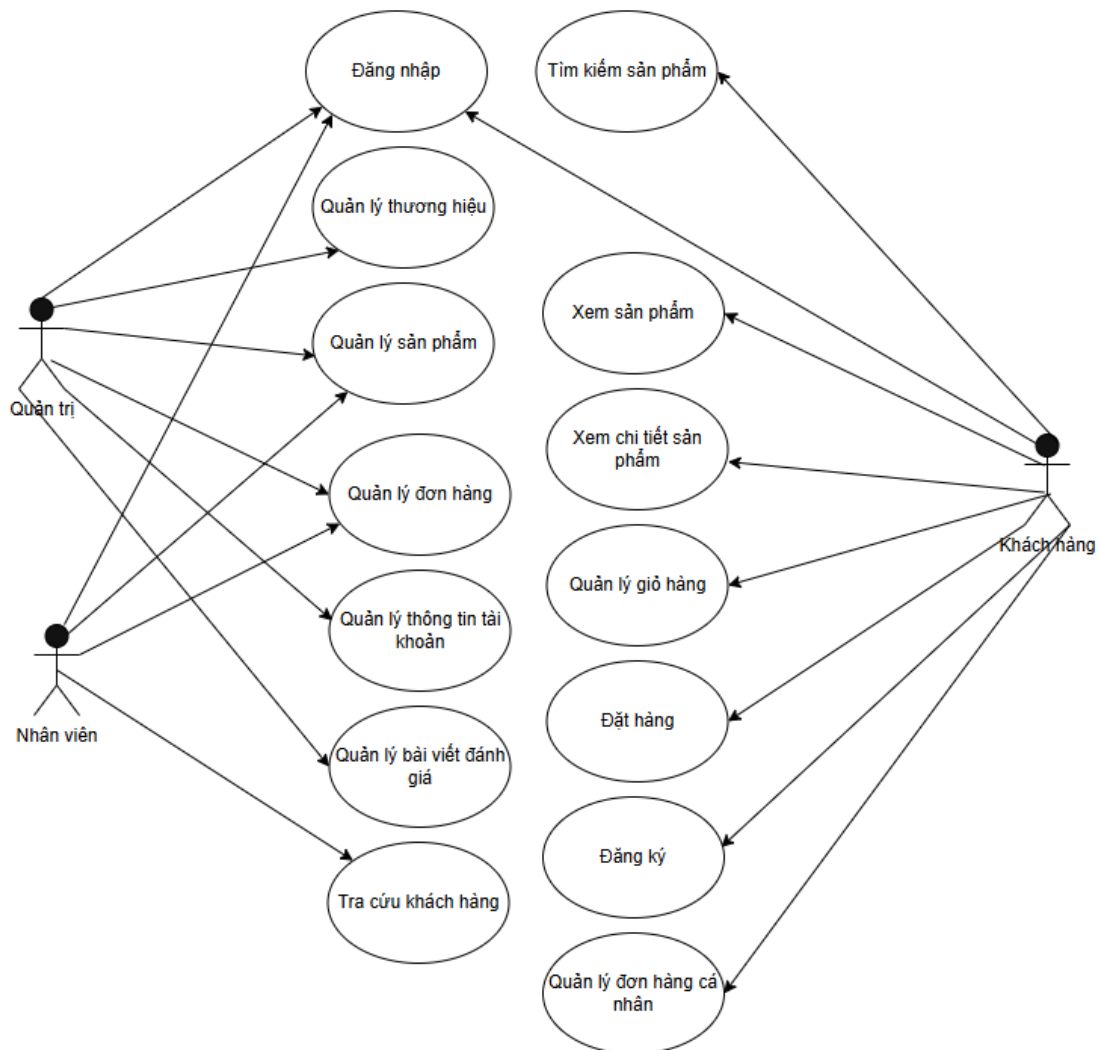 Đăng nhập
Tìm kiếm sản phẩm
Quản lý thương hiệu
Xem sản phẩm
Quản lý sản phẩm
Quản trị
Xem chi tiết sản
phẩm
Quản lý đơn hàng
Khách hàng
Quản lý giỏ hàng
Quản lý thông tin tài
khoản
Nhân viên
Đặt hàng
Quản lý bài viết đánh
giá
Đăng ký
Tra cứu khách hàng
Quản lý đơn hàng cá
nhân